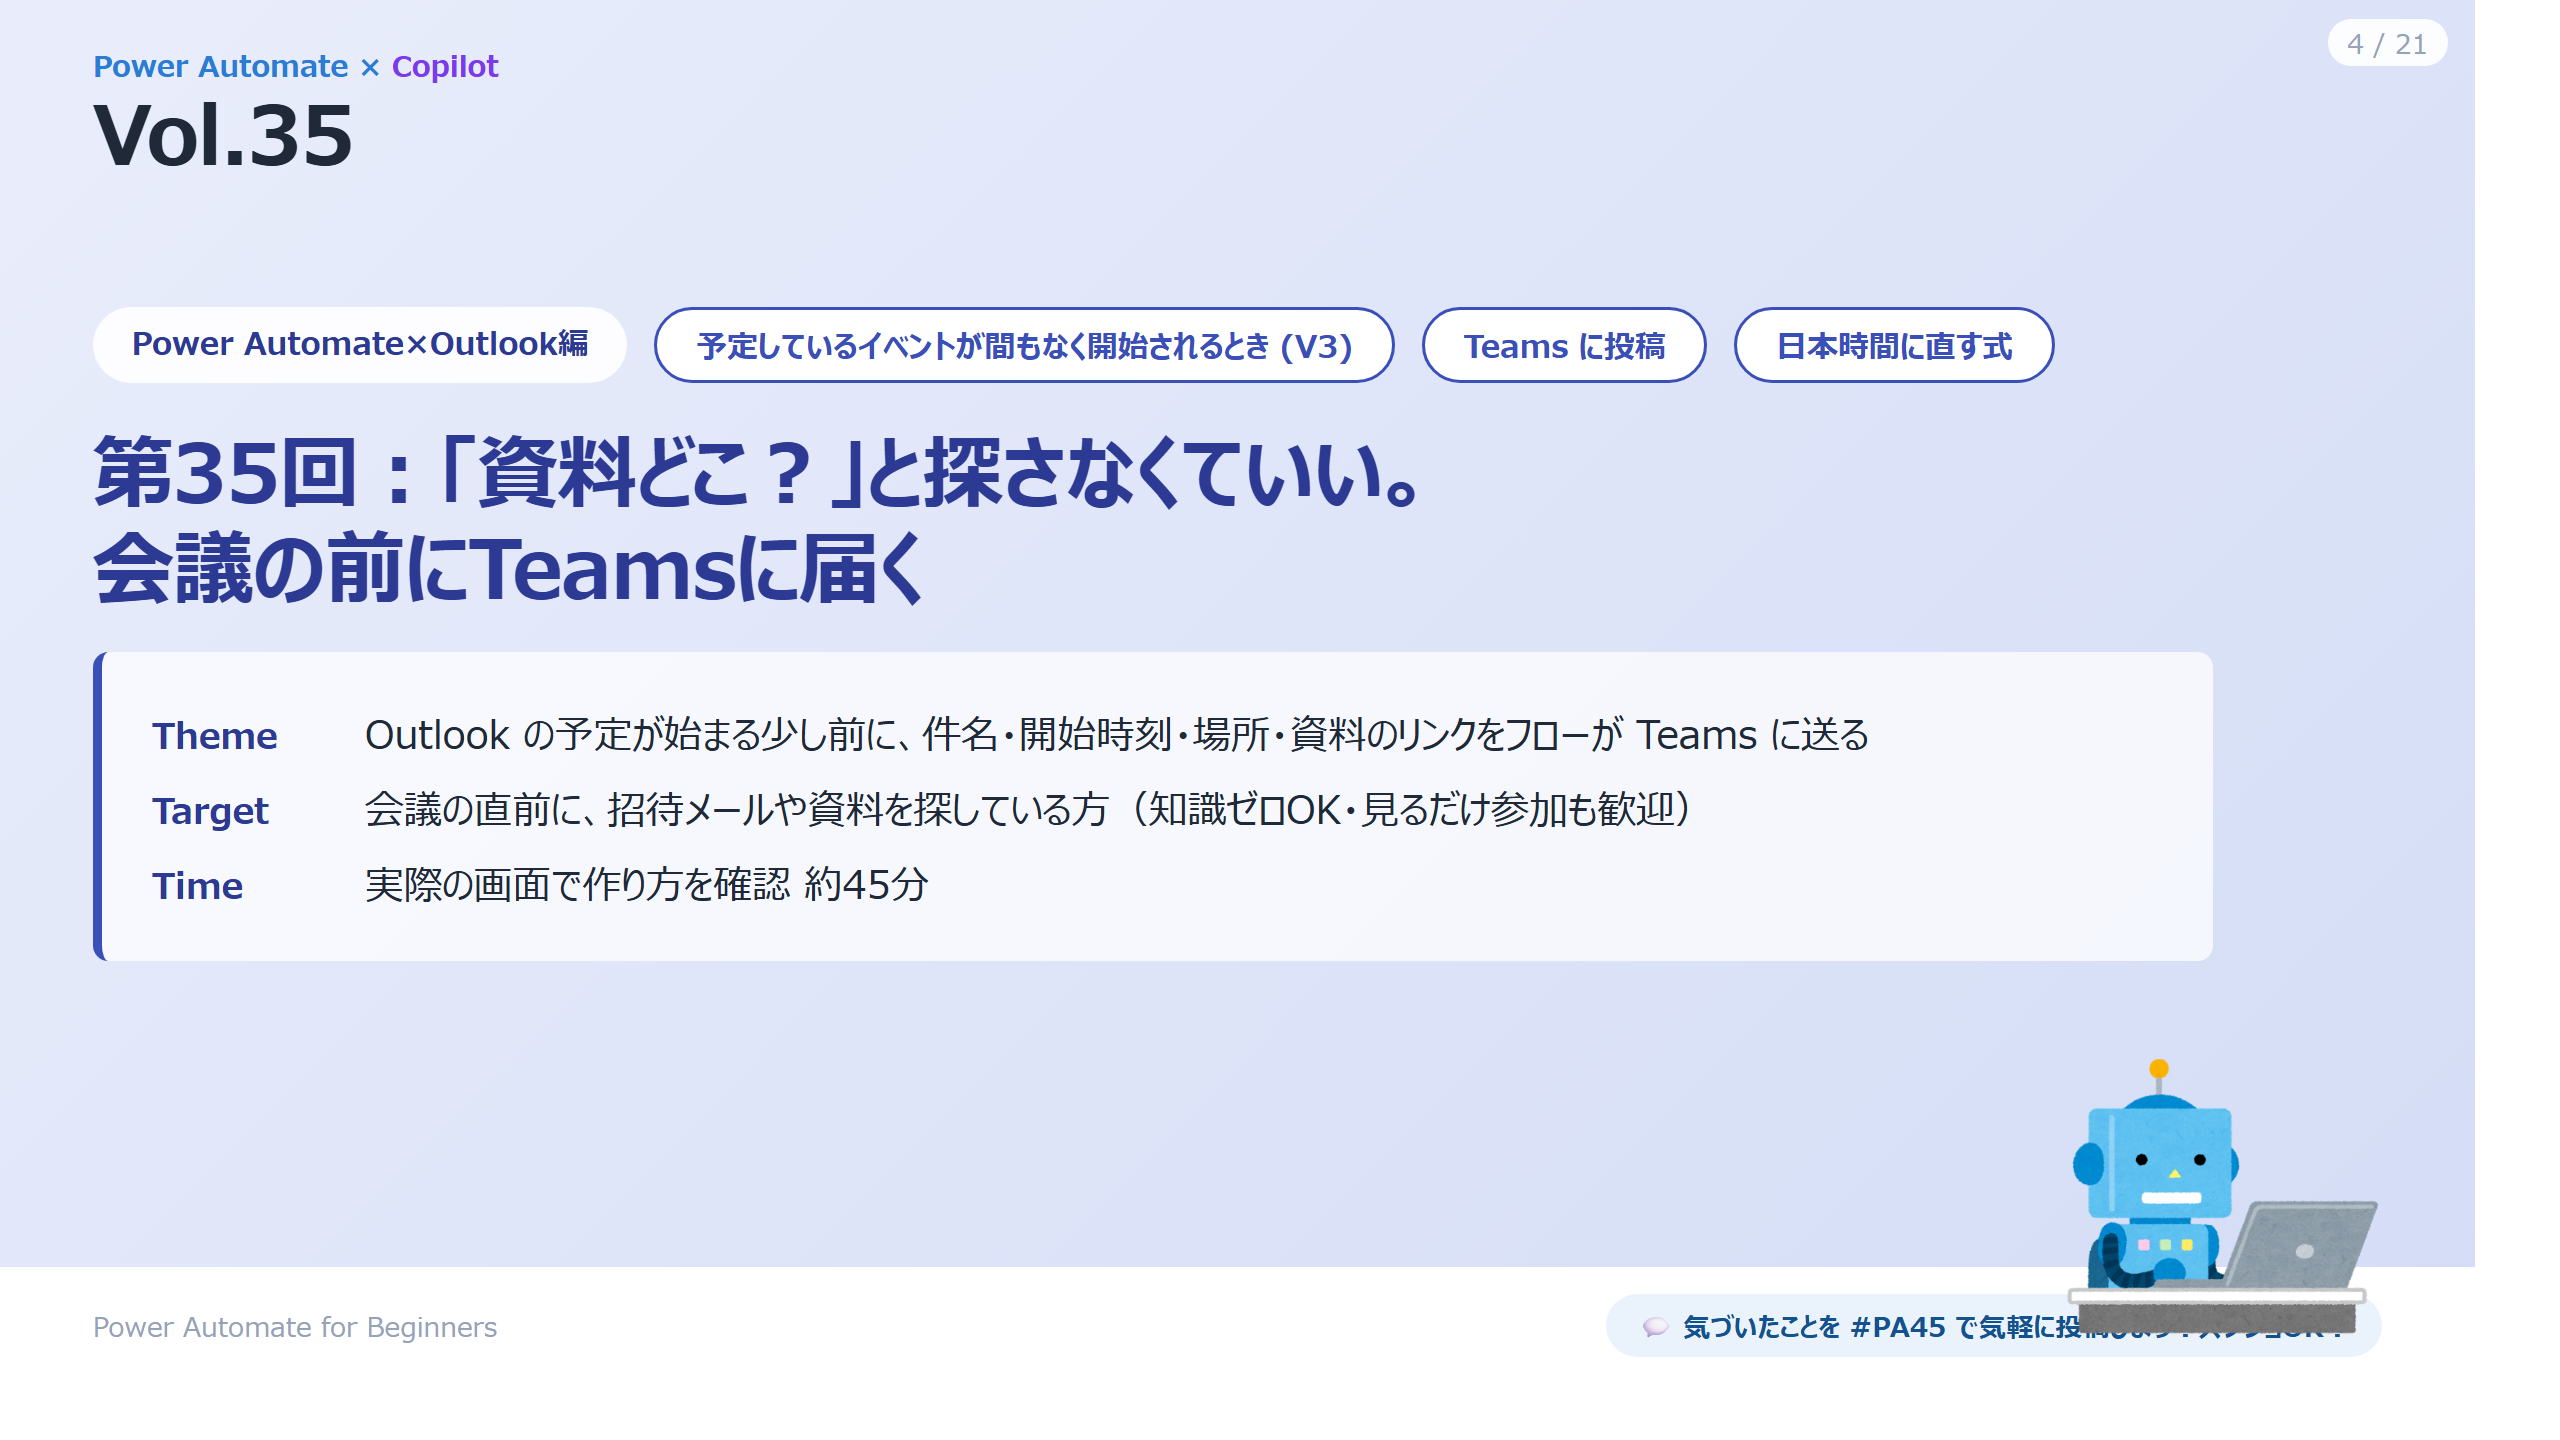 Power Automate × Copilot
4 / 21
Vol.35
Power Automate×Outlook編
予定しているイベントが間もなく開始されるとき (V3)
Teams に投稿
日本時間に直す式
第35回：「資料どこ？」と探さなくていい。
会議の前にTeamsに届く
Theme Outlook の予定が始まる少し前に、件名・開始時刻・場所・資料のリンクをフローが Teams に送る
Target 会議の直前に、招待メールや資料を探している方（知識ゼロOK・見るだけ参加も歓迎）
Time 実際の画面で作り方を確認 約45分
Power Automate for Beginners
気づいたことを #PA45 で気軽に投